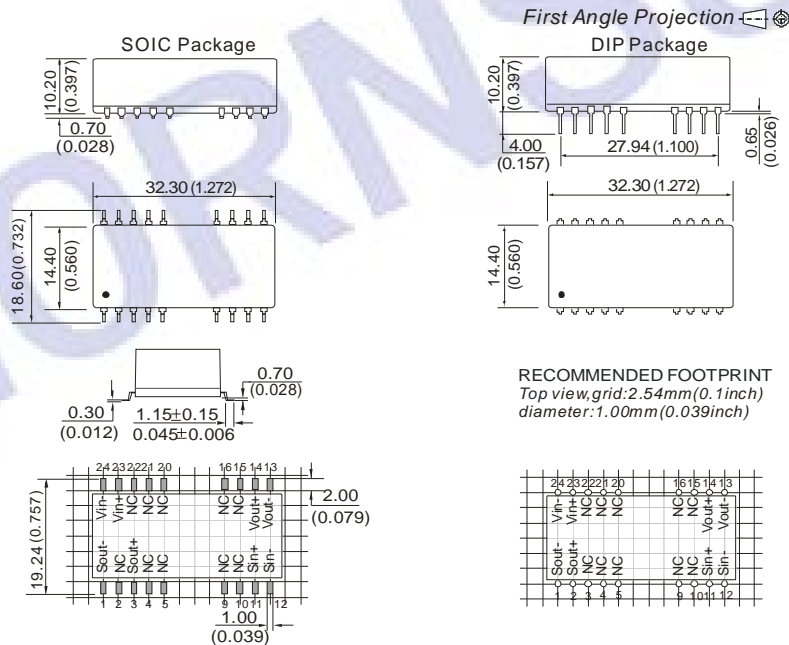 First Angle Projection
SOIC Package
DIP Package
10.20
(0.397)
0.70
(0.028)
10.20
(0.397)
4.00
(0.157)
27.94 (1.100)
0.65
(0.026)
32.30 (1.272)
18.60(0.732)
14.40
(0.560)
32.30 (1.272)
14.40
(0.560)
0.30
(0.012)
1.15±0.15
0.045±0.006
0.70
(0.028)
RECOMMENDED FOOTPRINT
Top view,grid:2.54mm(0.1inch)
diameter:1.00mm(0.039inch)
24 23 22 21 20 16 15 14 13
Vin- Vin+ NC NC NC NC NC Vout+ Vout-
19.24 (0.757)
2.00
(0.079)
Sout- NC Sout+ NC NC NC NC Sin+ Sin-
1 2 3 4 5 9 10 11 12
1.00
(0.039)
24 23 22 21 20 16 15 14 13
Vin- Vin+ NC NC NC NC NC Vout+ Vout-
Sout- Sout+ NC NC NC NC NC Sin+ Sin-
1 2 3 4 5 9 10 11 12